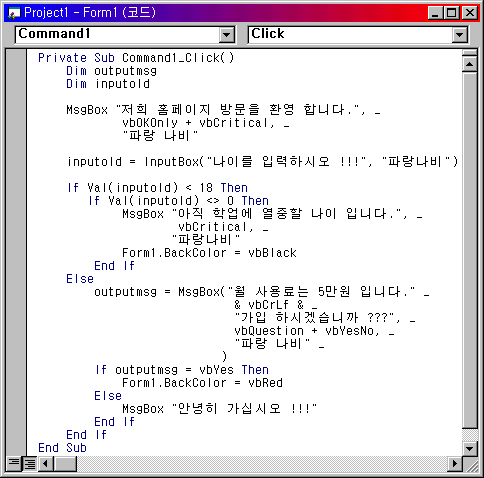 Project1 - Form1 (코드)
Command1 Click
Private Sub Command1_Click()
    Dim outputmsg
    Dim inputold

    MsgBox "저희 홈페이지 방문을 환영 합니다.", _
            vbOKOnly + vbCritical, _
            "파랑 나비"

    inputold = InputBox("나이를 입력하시오 !!!", "파랑나비")

    If Val(inputold) < 18 Then
       If Val(inputold) <> 0 Then
            MsgBox "아직 학업에 열중할 나이 입니다.", _
                    vbCritical, _
                   "파랑나비"
            Form1.BackColor = vbBlack
        End If
    Else
        outputmsg = MsgBox("월 사용료는 5만원 입니다." _
                            & vbCrLf & _
                            "가입 하시겠습니까 ???", _
                            vbQuestion + vbYesNo, _
                            "파랑 나비" _
                          )
        If outputmsg = vbYes Then
            Form1.BackColor = vbRed
        Else
            MsgBox "안녕히 가십시오 !!!"
        End If
    End If
End Sub